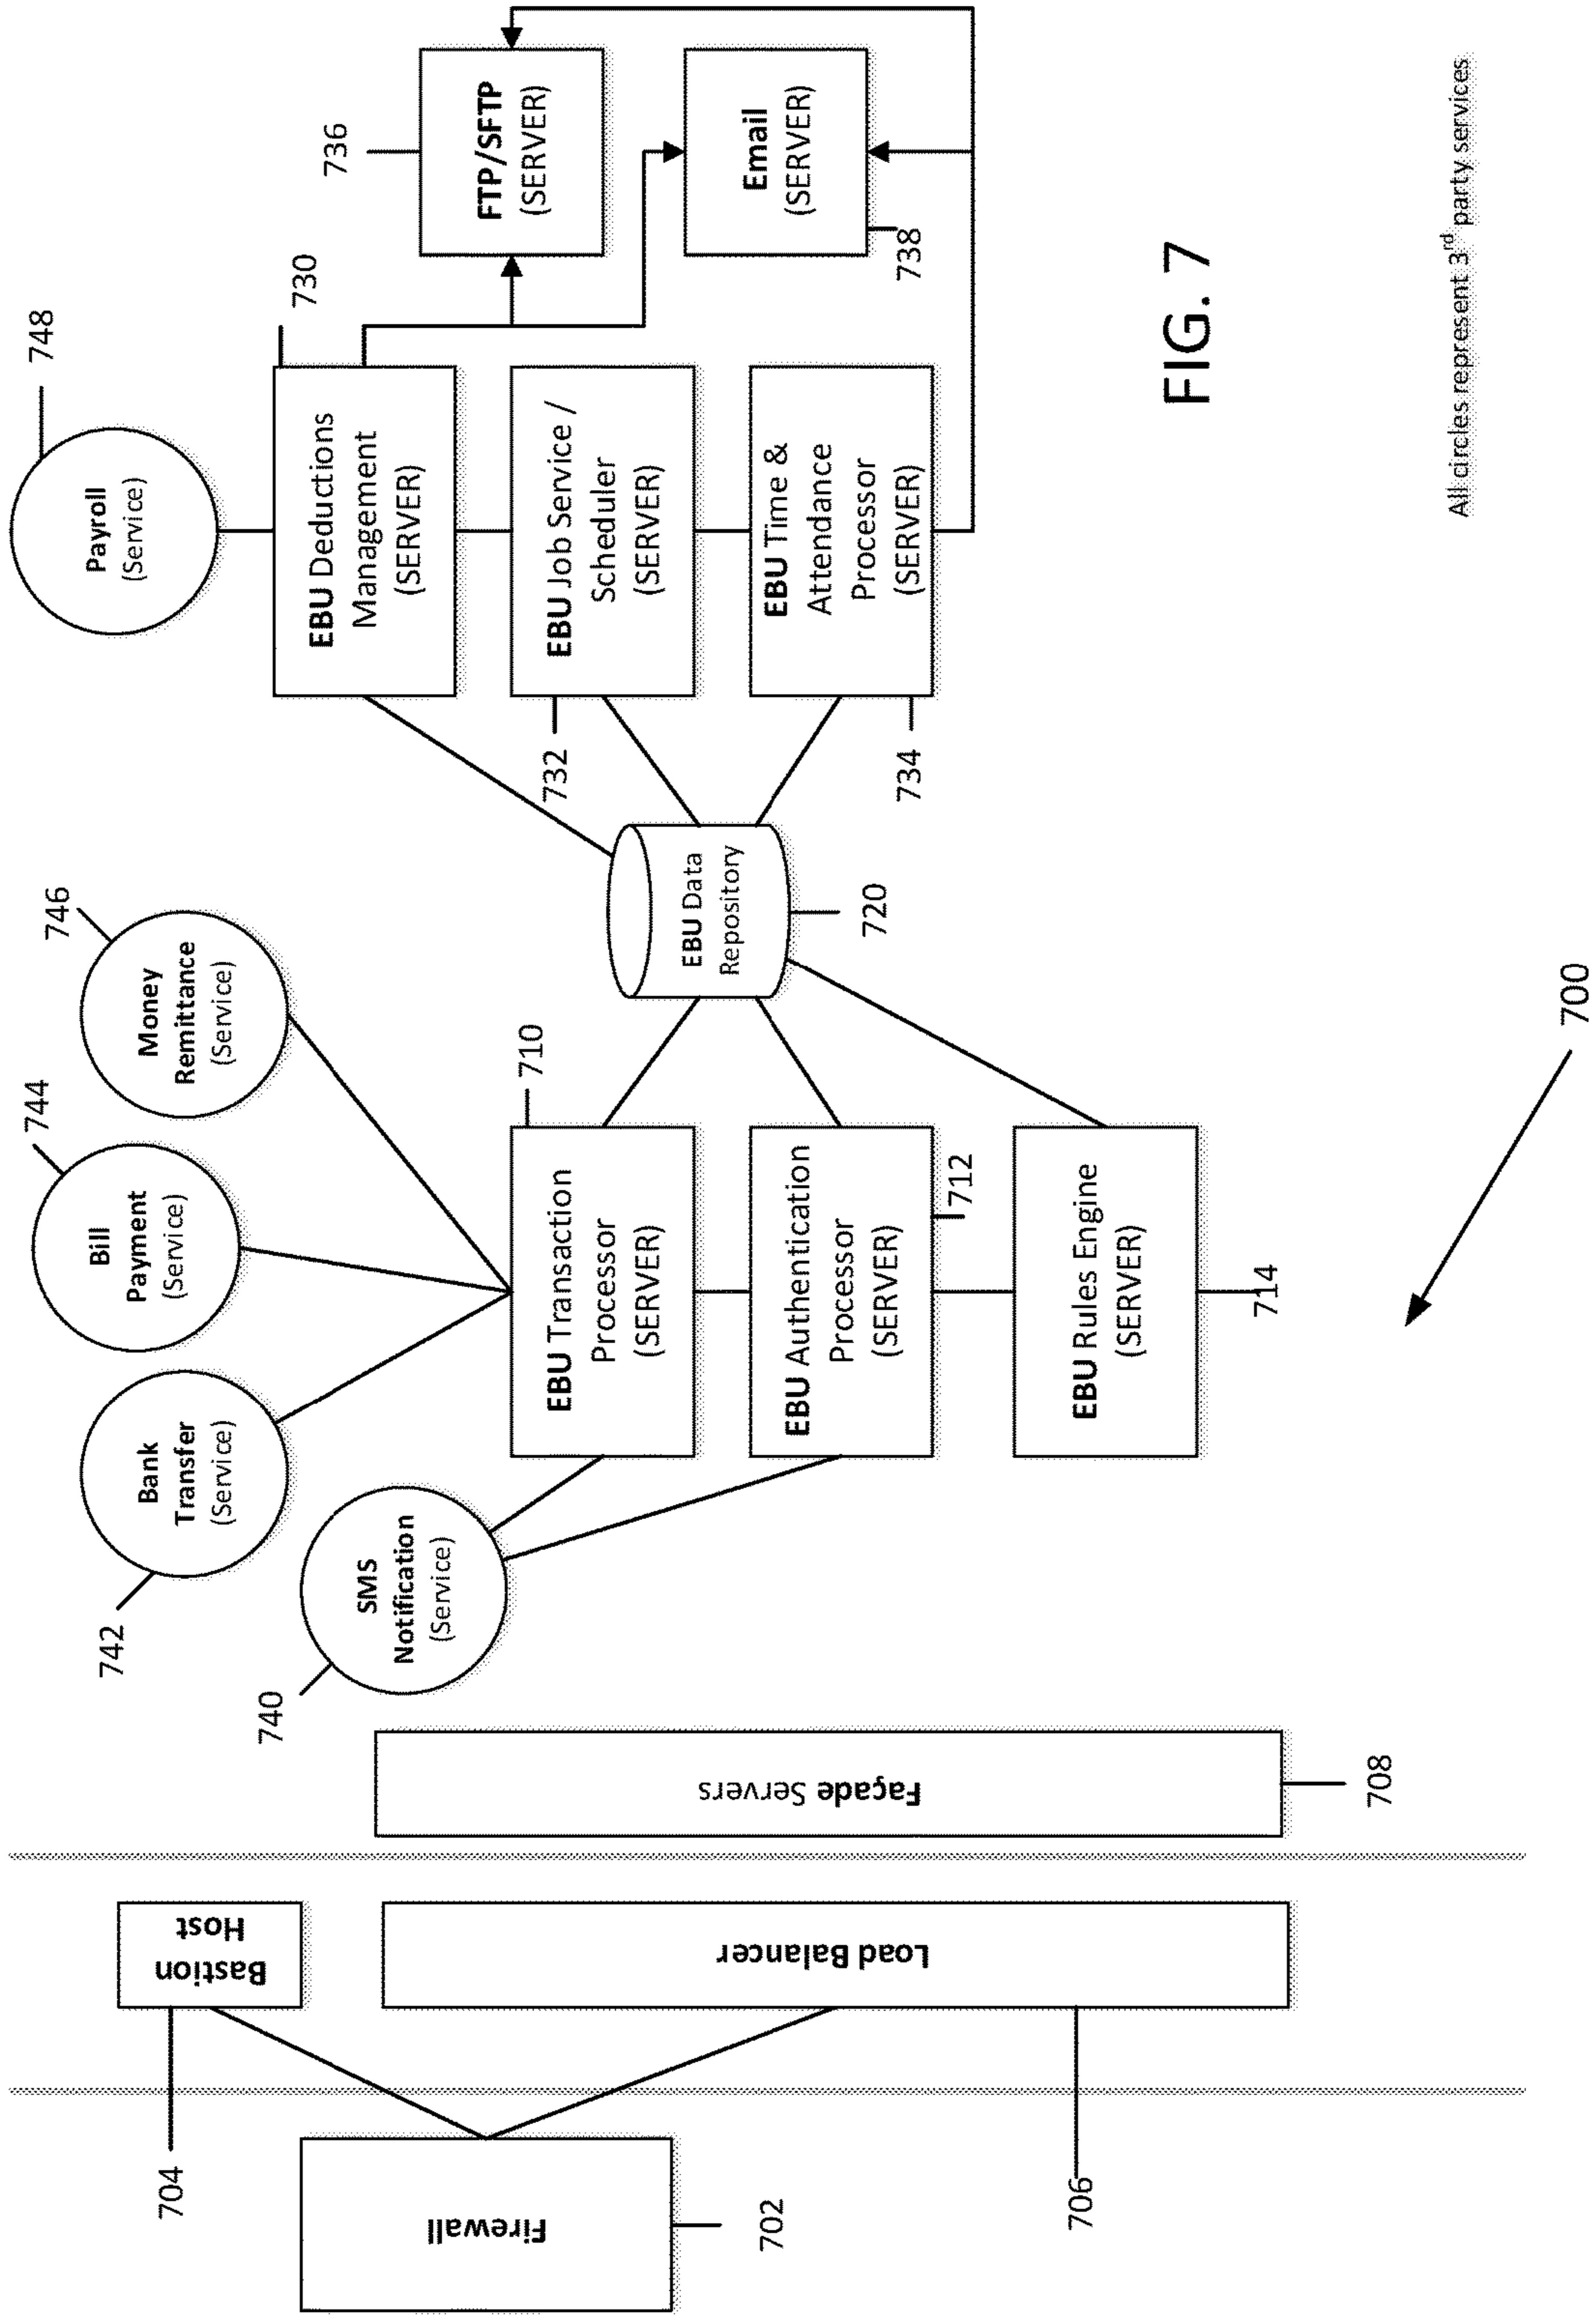 748
Payroll
(Service)
730
EBU Deductions
Management
(SERVER)
736
FTP/SFTP
(SERVER)
732
EBU Job Service /
Scheduler
(SERVER)
Email
(SERVER)
738
734
EBU Time &
Attendance
Processor
(SERVER)
EBU Data
Repository
720
746
Money
Remittance
(Service)
744
Bill
Payment
(Service)
742
Bank
Transfer
(Service)
740
SMS
Notification
(Service)
710
EBU Transaction
Processor
(SERVER)
712
EBU Authentication
Processor
(SERVER)
EBU Rules Engine
(SERVER)
714
Façade Servers
708
Bastion
Host
704
Load Balancer
706
Firewall
702
700
FIG. 7
All circles represent 3rd party services